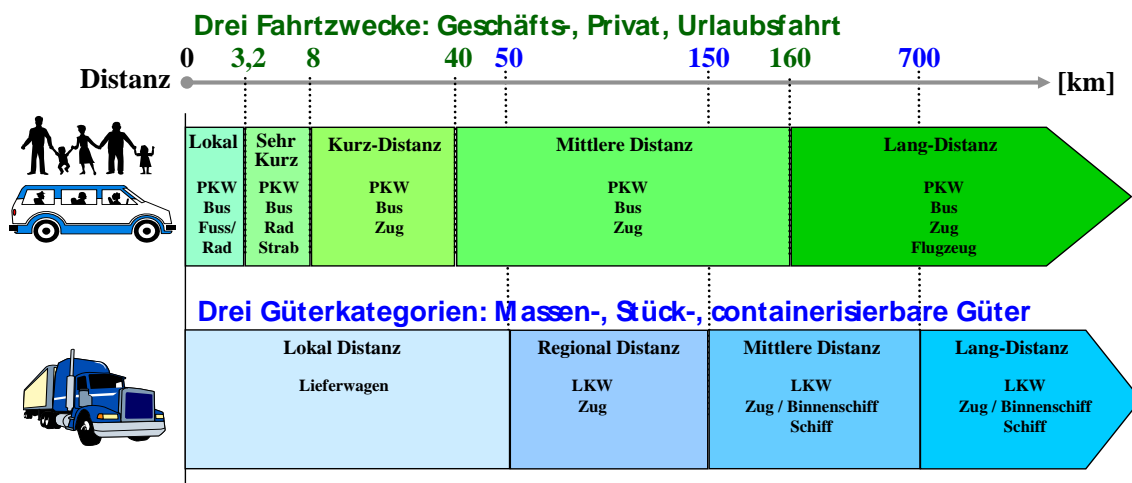 Drei Fahrtzwecke: Geschäfts-, Privat, Urlaubsfahrt
0 3,2 8 40 50 150 160 700
Distanz [km]
Lokal
PKW
Bus
Fuss/
Rad
Sehr
Kurz
PKW
Bus
Rad
Strab
Kurz-Distanz
PKW
Bus
Zug
Mittlere Distanz
PKW
Bus
Zug
Lang-Distanz
PKW
Bus
Zug
Flugzeug
Drei Güterkategorien: Massen-, Stück-, containerisierbare Güter
Lokal Distanz
Lieferwagen
Regional Distanz
LKW
Zug
Mittlere Distanz
LKW
Zug / Binnenschiff
Schiff
Lang-Distanz
LKW
Zug / Binnenschiff
Schiff